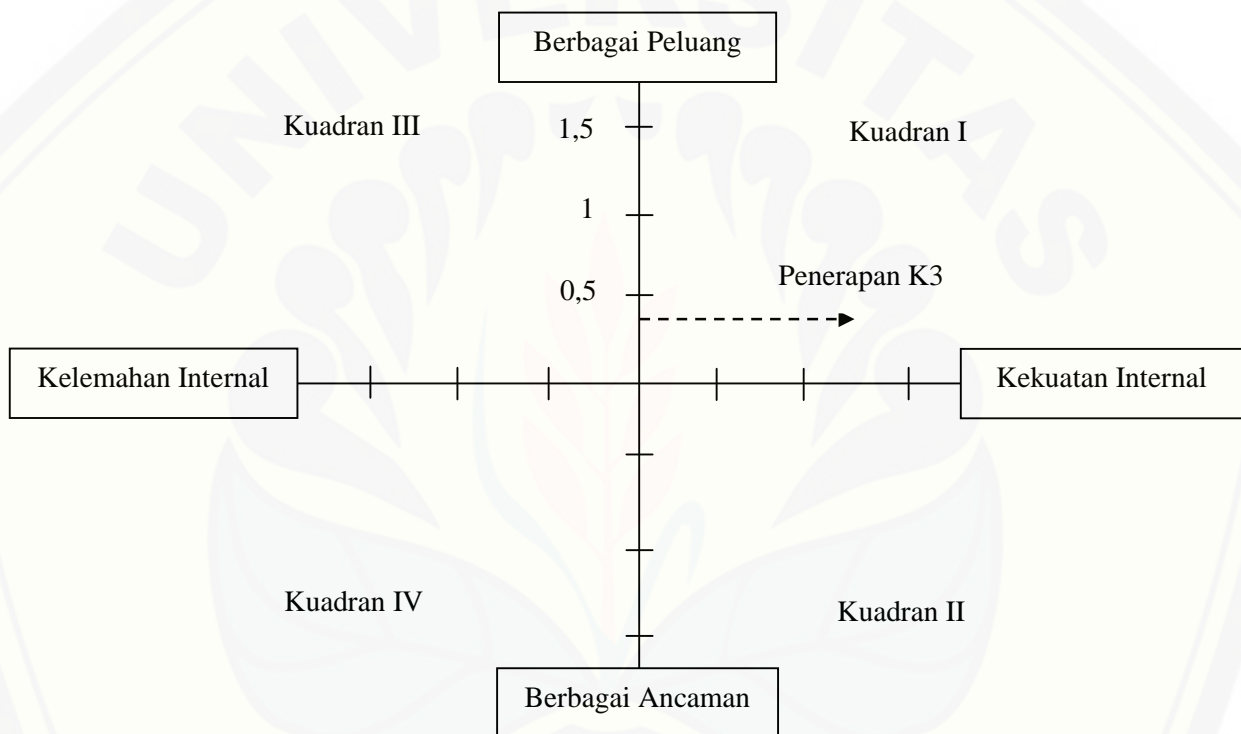 UNIVERSITAS
Berbagai Peluang
Kuadran III
1,5
Kuadran I
1
Penerapan K3
0,5
Kelemahan Internal
Kekuatan Internal
Kuadran IV
Kuadran II
Berbagai Ancaman